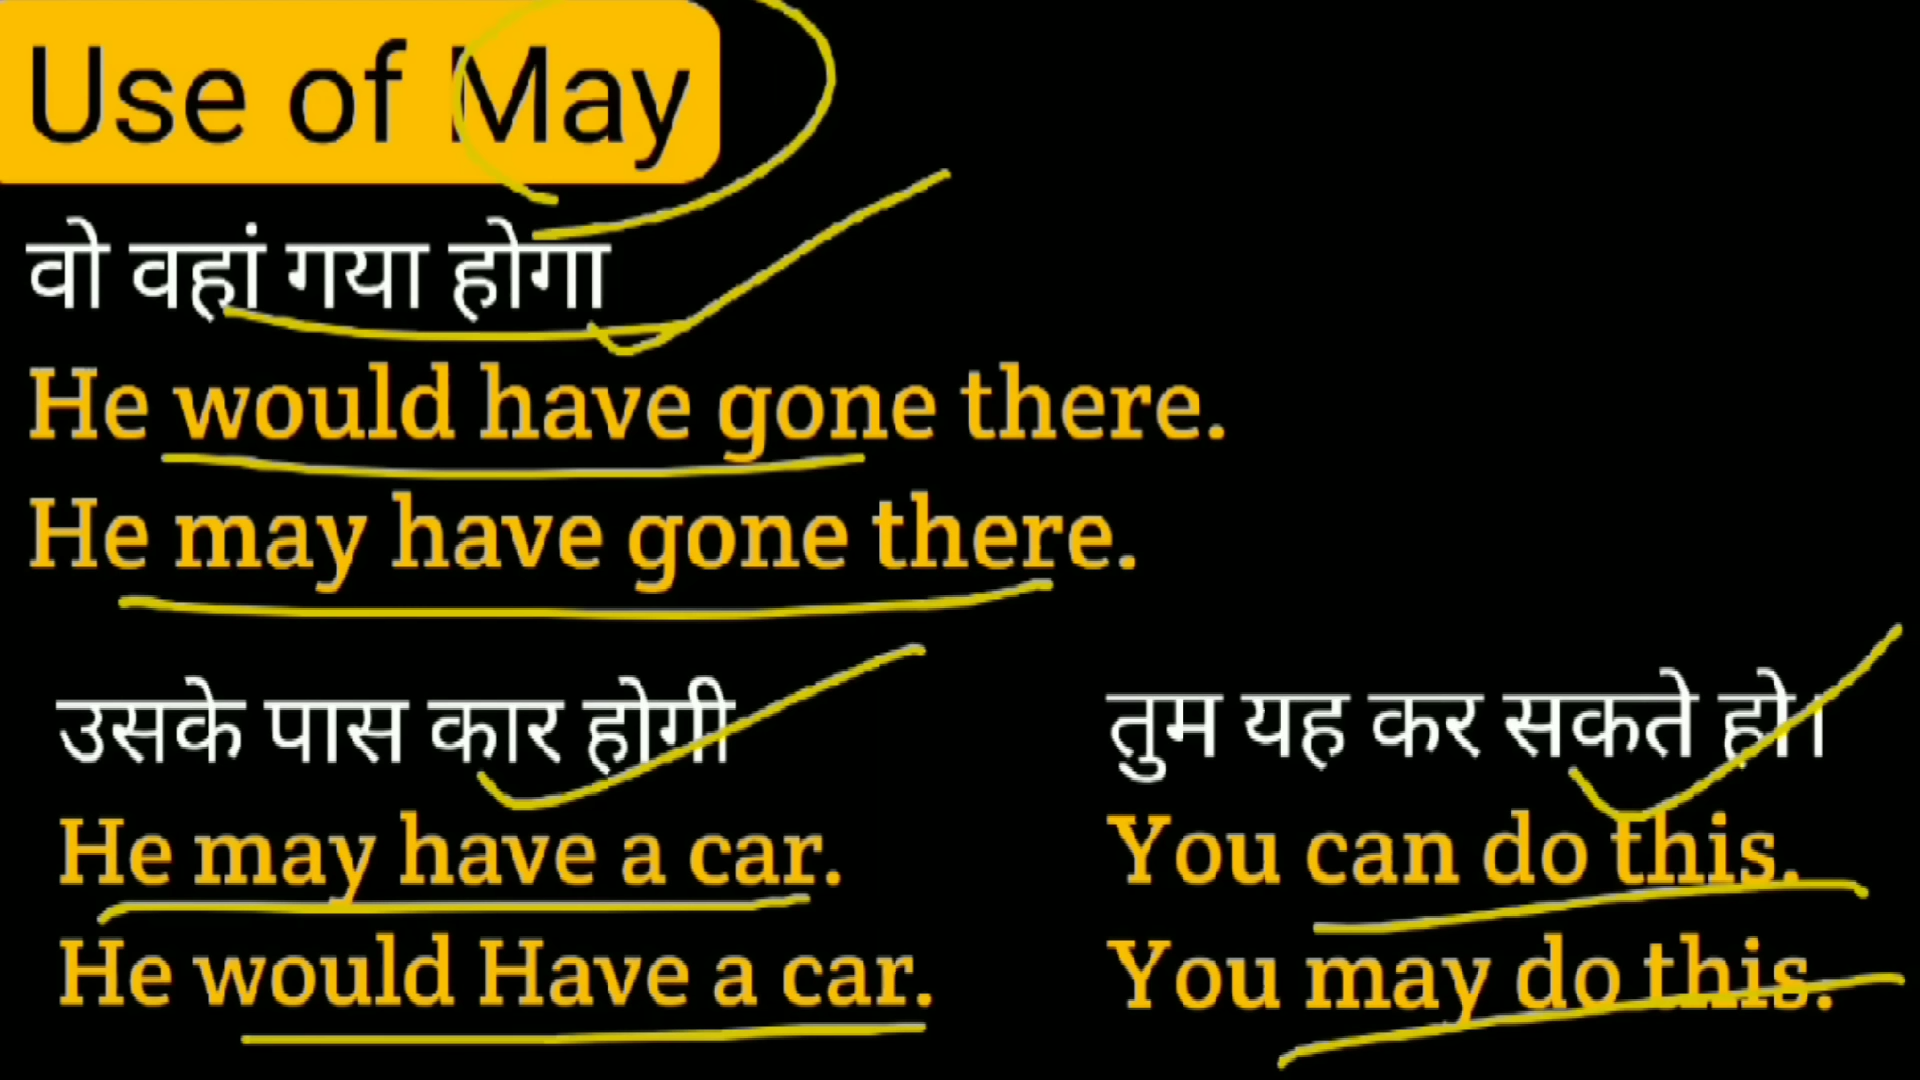 Use of May
वो वहां गया होगा
He would have gone there.
He may have gone there.
उसके पास कार होगी
He may have a car.
He would Have a car.
तुम यह कर सकते हो।
You can do this.
You may do this.